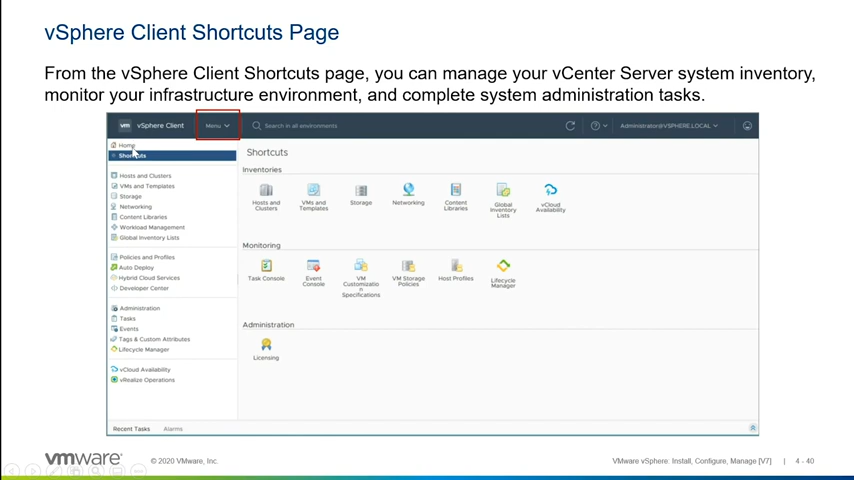 vSphere Client Shortcuts Page
From the vSphere Client Shortcuts page, you can manage your vCenter Server system inventory,
monitor your infrastructure environment, and complete system administration tasks.
vm vSphere Client Menu Search in all environments Administrator@VSPHERE.LOCAL
Home
Shortcuts
Hosts and Clusters
VMs and Templates
Storage
Networking
Content Libraries
Workload Management
Global Inventory Lists
Policies and Profiles
Auto Deploy
Hybrid Cloud Services
Developer Center
Administration
Tasks
Events
Tags & Custom Attributes
Lifecycle Manager
vCloud Availability
vRealize Operations
Shortcuts
Inventories
Hosts and
Clusters
VMs and
Templates
Storage
Networking
Content
Libraries
Global
Inventory
Lists
vCloud
Availability
Monitoring
Task Console
Event
Console
VM
Customizatio
n
Specifications
VM Storage
Policies
Host Profiles
Lifecycle
Manager
Administration
Licensing
Recent Tasks Alarms
vmware © 2020 VMware, Inc. VMware vSphere: Install, Configure, Manage [V7] | 4 - 40